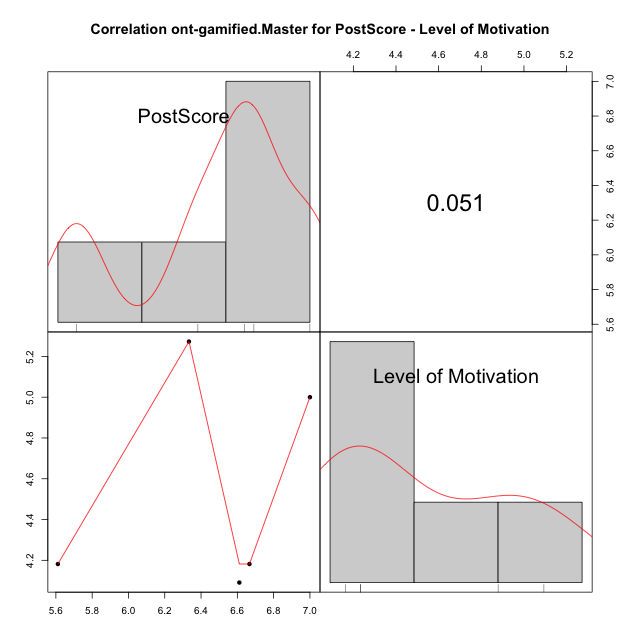 Correlation ont-gamified.Master for PostScore - Level of Motivation
4.2 4.4 4.6 4.8 5.0 5.2
PostScore
0.051
5.6 5.8 6.0 6.2 6.4 6.6 6.8 7.0
Level of Motivation
4.2 4.4 4.6 4.8 5.0 5.2
5.6 5.8 6.0 6.2 6.4 6.6 6.8 7.0